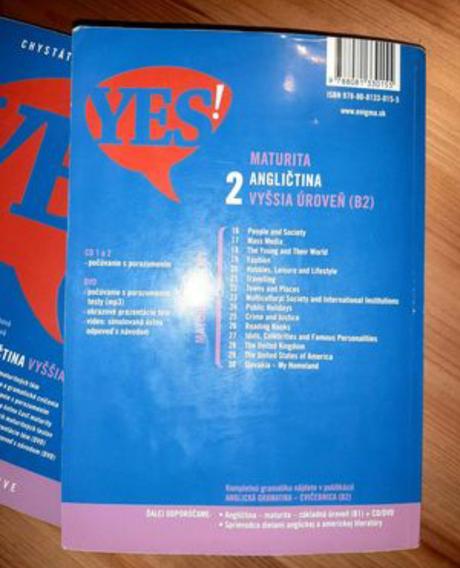 CHYSTÁT
9788081330155
ISBN 978-80-8133-015-5
www.enigma.sk
YES!
MATURITA
2 ANGLIČTINA
VYŠŠIA ÚROVEŇ (B2)
CD 1 a 2
-počúvanie s porozumením
DVD
-počúvanie s porozumením
testy (mp3)
-obrazové prezentácie tém
-video: simulovaná ústna
odpoveď s návodom)
16 People and Society
17 Mass Media
18 The Young and Their World
19 Fashion
20 Hobbies, Leisure and Lifestyle
21 Travelling
22 Towns and Places
23 Multicultural Society and International Institutions
24 Public Holidays
25 Crime and Justice
26 Reading Books
27 Idols, Celebrities and Famous Personalities
28 The United Kingdom
29 The United States of America
30 Slovakia – My Homeland
Kompletnú gramatiku nájdete v publikácii
ANGLICKÁ GRAMATIKA – CVIČEBNICA (B2)
ĎALEJ ODPORÚČAME:
• Angličtina – maturita – základná úroveň (B1) + CD/DVD
• Sprievodca dielami anglickej a americkej literatúry
YE
TINA VYŠŠIA